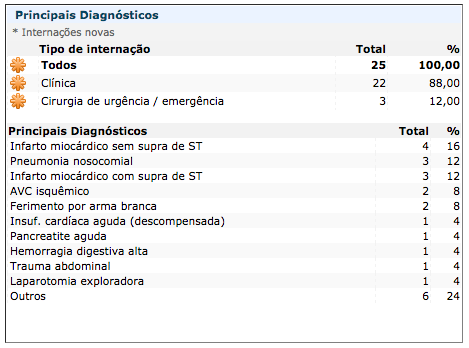 Principais Diagnósticos
* Internações novas
Tipo de internação Total %
Todos 25 100,00
Clínica 22 88,00
Cirurgia de urgência / emergência 3 12,00
Principais Diagnósticos Total %
Infarto miocárdico sem supra de ST 4 16
Pneumonia nosocomial 3 12
Infarto miocárdico com supra de ST 3 12
AVC isquêmico 2 8
Ferimento por arma branca 2 8
Insuf. cardíaca aguda (descompensada) 1 4
Pancreatite aguda 1 4
Hemorragia digestiva alta 1 4
Trauma abdominal 1 4
Laparotomia exploradora 1 4
Outros 6 24